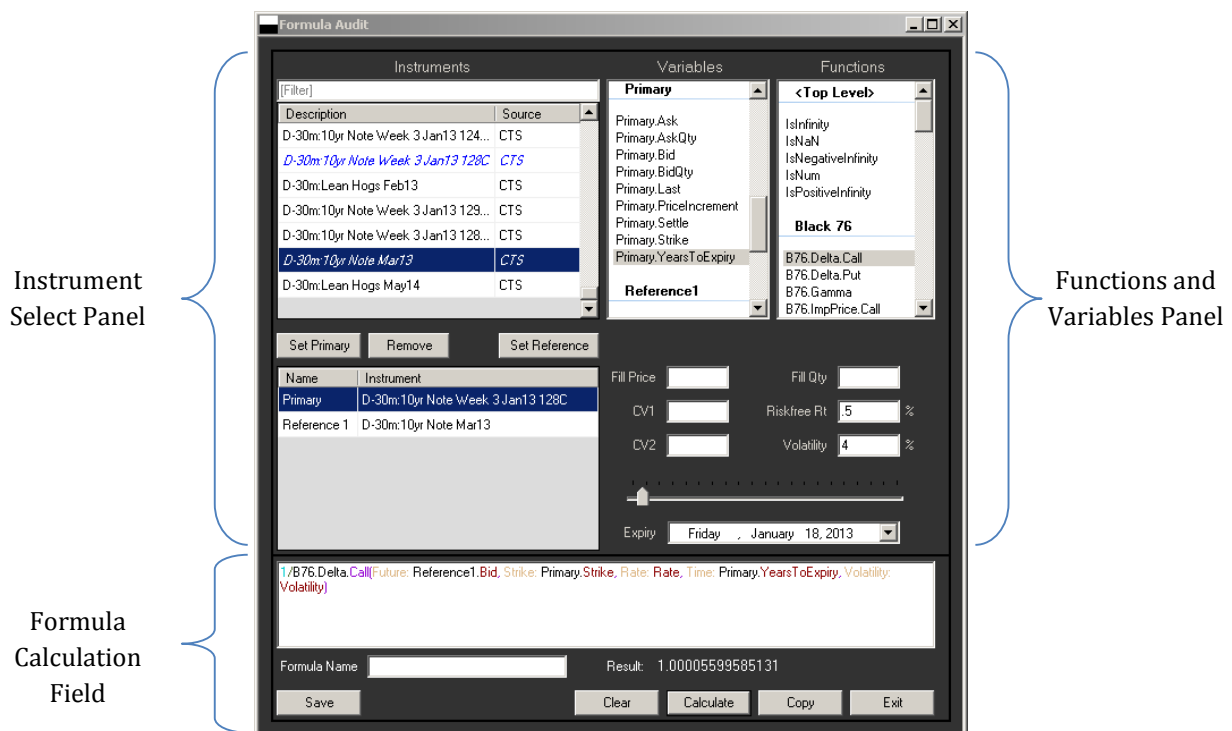 Formula Audit
Instruments
Variables
Functions
[Filter]
Description Source
D-30m:10yr Note Week 3 Jan13 124... CTS
D-30m:10yr Note Week 3 Jan13 128C CTS
D-30m:Lean Hogs Feb13 CTS
D-30m:10yr Note Week 3 Jan13 129... CTS
D-30m:10yr Note Week 3 Jan13 128... CTS
D-30m:10yr Note Mar13 CTS
D-30m:Lean Hogs May14 CTS
Primary
Primary.Ask
Primary.AskQty
Primary.Bid
Primary.BidQty
Primary.Last
Primary.PriceIncrement
Primary.Settle
Primary.Strike
Primary.YearsToExpiry
Reference1
<Top Level>
IsInfinity
IsNaN
IsNegativeInfinity
IsNum
IsPositiveInfinity
Black 76
B76.Delta.Call
B76.Delta.Put
B76.Gamma
B76.ImpPrice.Call
Instrument
Select Panel
Functions and
Variables Panel
Set Primary Remove Set Reference
Name Instrument
Primary D-30m:10yr Note Week 3 Jan13 128C
Reference 1 D-30m:10yr Note Mar13
Fill Price Fill Qty
CV1 Riskfree Rt .5 %
CV2 Volatility 4 %
Expiry Friday , January 18, 2013
1/B76.Delta.Call(Future: Reference1.Bid, Strike: Primary.Strike, Rate: Rate, Time: Primary.YearsToExpiry, Volatility:
Volatility)
Formula
Calculation
Field
Formula Name Result: 1.00005599585131
Save Clear Calculate Copy Exit